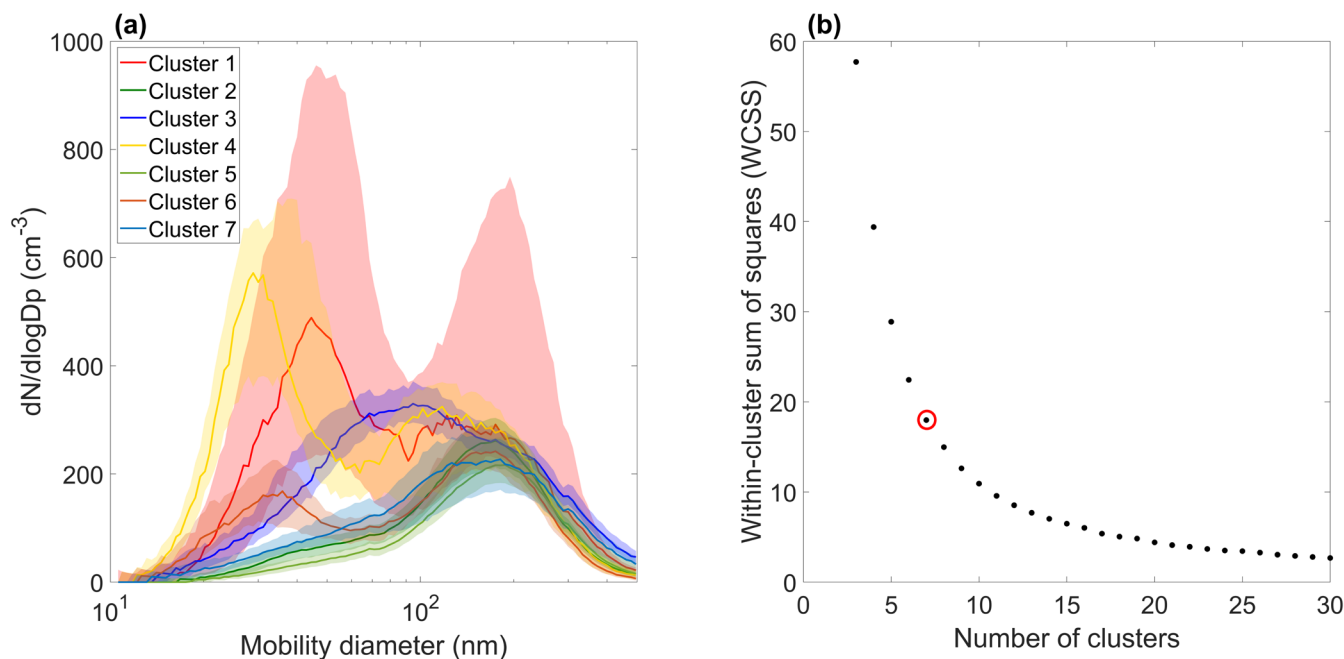 (a)
1000
800
600
400
200
0
dN/dlogDp (cm⁻³)
Cluster 1
Cluster 2
Cluster 3
Cluster 4
Cluster 5
Cluster 6
Cluster 7
10¹
10²
Mobility diameter (nm)
(b)
60
50
40
30
20
10
0
Within-cluster sum of squares (WCSS)
0 5 10 15 20 25 30
Number of clusters